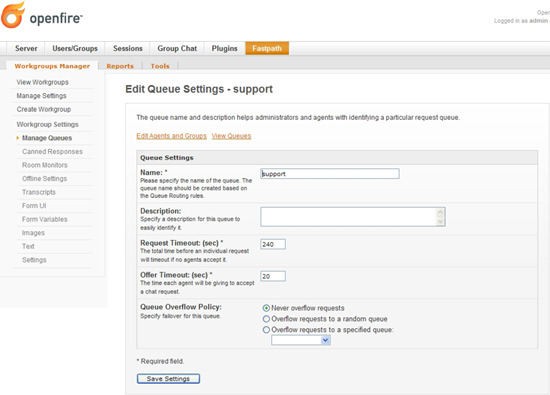 openfire™
Open
Logged in as admin
Server Users/Groups Sessions Group Chat Plugins Fastpath
Workgroups Manager Reports Tools
View Workgroups
Manage Settings
Create Workgroup
Workgroup Settings
Manage Queues
Canned Responses
Room Monitors
Offline Settings
Transcripts
Form UI
Form Variables
Images
Text
Settings
Edit Queue Settings - support
The queue name and description helps administrators and agents with identifying a particular request queue.
Edit Agents and Groups View Queues
Queue Settings
Name: *
Please specify the name of the queue. The
queue name should be created based on
the Queue Routing rules.
support
Description:
Specify a description for this queue to
easily identify it.
Request Timeout: (sec) *
The total time before an individual request
will timeout if no agents accept it.
240
Offer Timeout: (sec) *
The time each agent will be giving to accept
a chat request.
20
Queue Overflow Policy:
Specify failover for this queue.
Never overflow requests
Overflow requests to a random queue
Overflow requests to a specified queue:
* Required field.
Save Settings